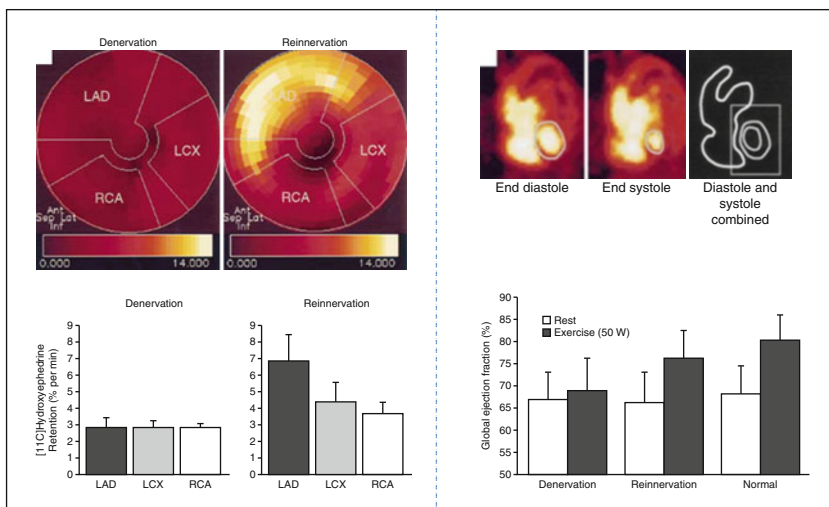 Denervation
Reinnervation
LAD
LCX
RCA
Ant
Sep Lat
Inf
0.000 14.000
LAD
LCX
RCA
Ant
Sep Lat
Inf
0.000 14.000
Denervation
Reinnervation
[11C]Hydroxyephedrine
Retention (% per min)
9
8
7
6
5
4
3
2
1
0
LAD LCX RCA
9
8
7
6
5
4
3
2
1
0
LAD LCX RCA
End diastole
End systole
Diastole and
systole
combined
Global ejection fraction (%)
90
85
80
75
70
65
60
55
50
Rest
Exercise (50 W)
Denervation Reinnervation Normal